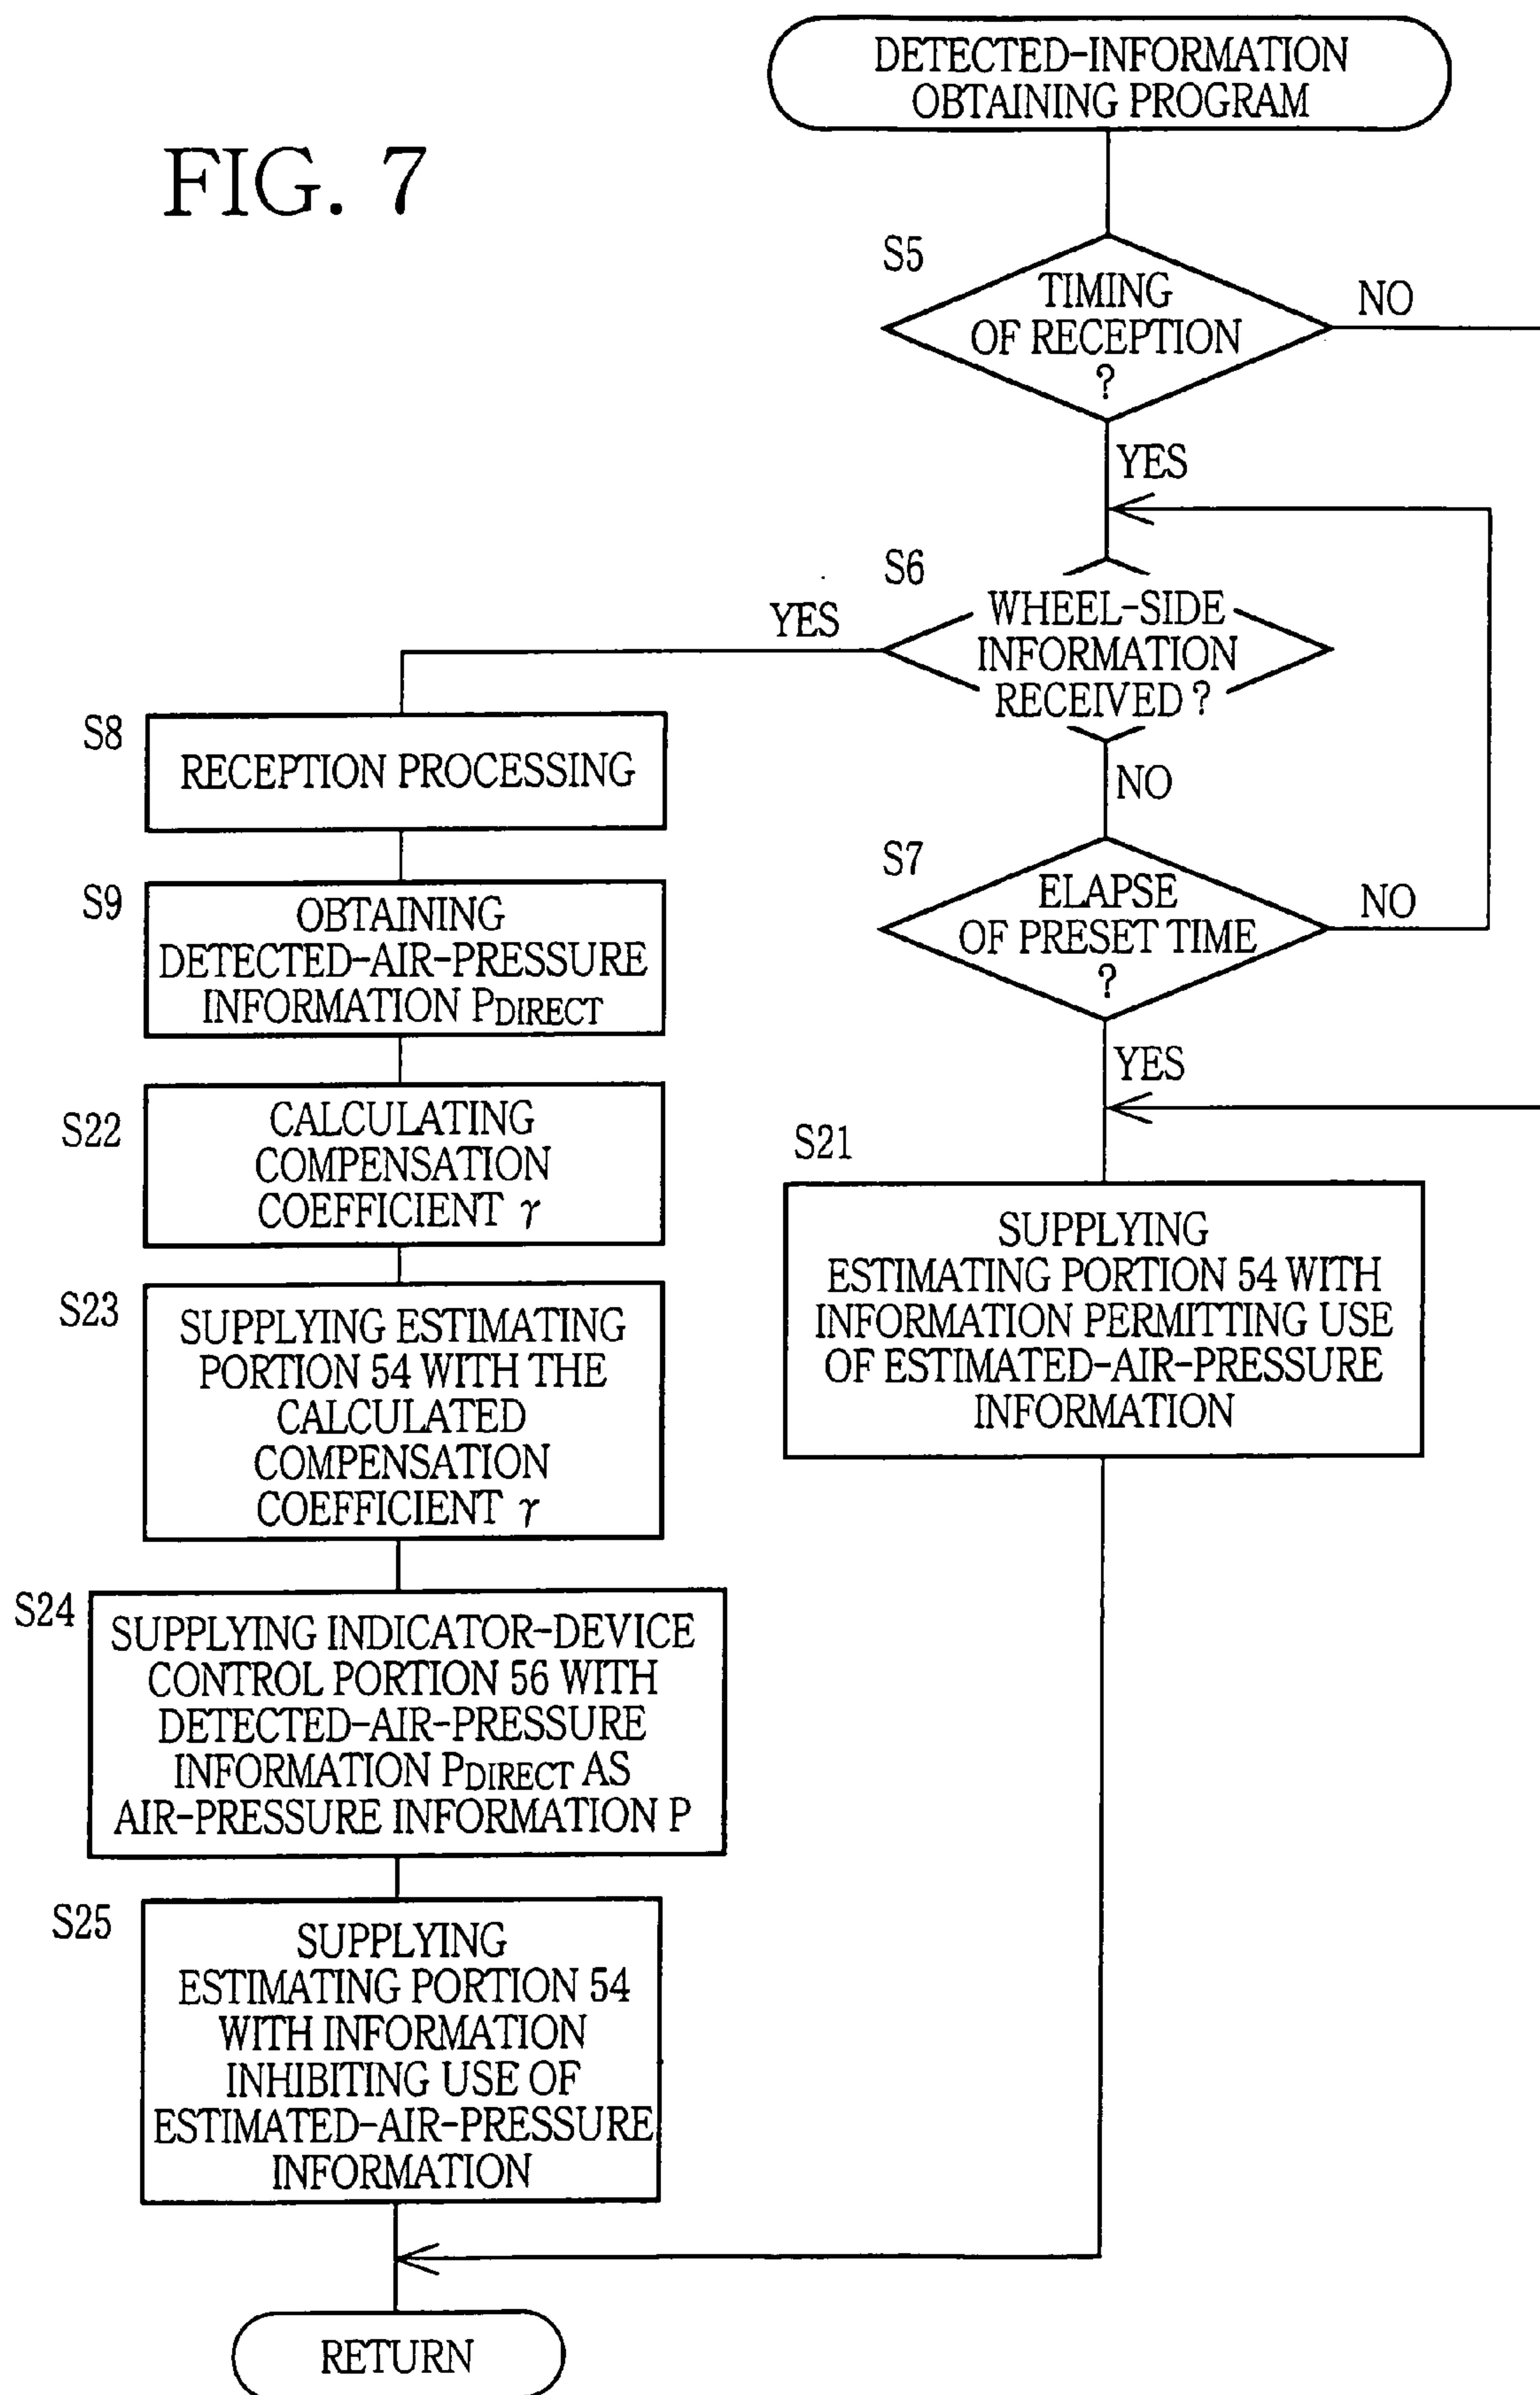 DETECTED-INFORMATION
OBTAINING PROGRAM
FIG. 7
S5
TIMING
OF RECEPTION
?
NO
YES
S6
WHEEL-SIDE
INFORMATION
RECEIVED ?
YES
NO
S7
ELAPSE
OF PRESET TIME
?
NO
YES
S21
SUPPLYING
ESTIMATING PORTION 54 WITH
INFORMATION PERMITTING USE
OF ESTIMATED-AIR-PRESSURE
INFORMATION
S8
RECEPTION PROCESSING
S9
OBTAINING
DETECTED-AIR-PRESSURE
INFORMATION PDIRECT
S22
CALCULATING
COMPENSATION
COEFFICIENT γ
S23
SUPPLYING ESTIMATING
PORTION 54 WITH THE
CALCULATED
COMPENSATION
COEFFICIENT γ
S24
SUPPLYING INDICATOR-DEVICE
CONTROL PORTION 56 WITH
DETECTED-AIR-PRESSURE
INFORMATION PDIRECT AS
AIR-PRESSURE INFORMATION P
S25
SUPPLYING
ESTIMATING PORTION 54
WITH INFORMATION
INHIBITING USE OF
ESTIMATED-AIR-PRESSURE
INFORMATION
RETURN